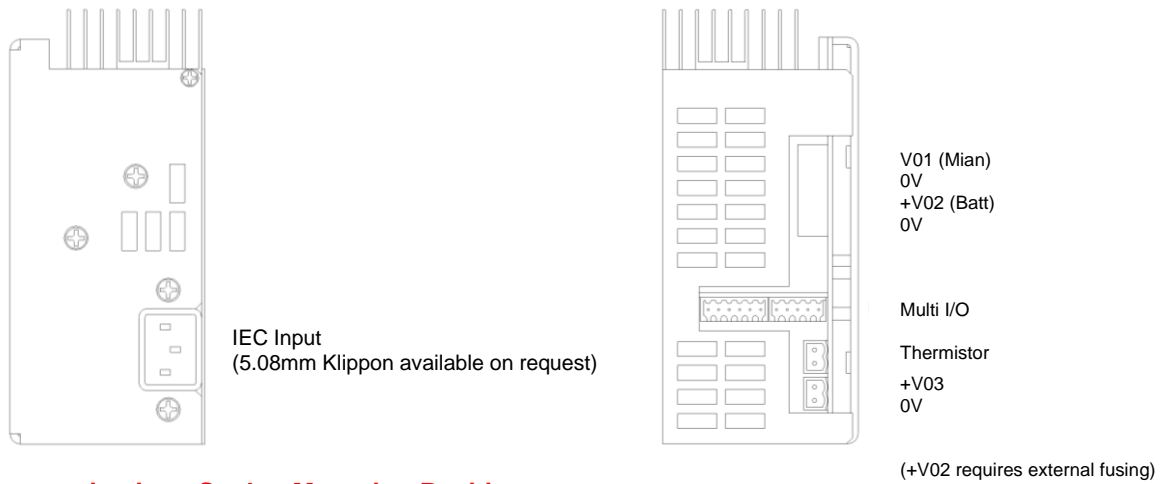 V01 (Mian)
0V
+V02 (Batt)
0V
Multi I/O
IEC Input
(5.08mm Klippon available on request)
Thermistor
+V03
0V
(+V02 requires external fusing)